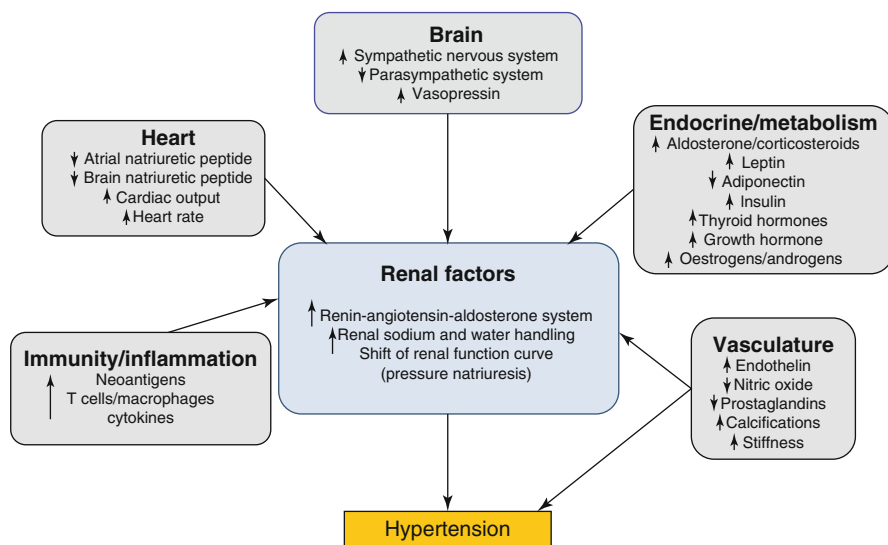 Brain
Sympathetic nervous system
Parasympathetic system
Vasopressin
Heart
Atrial natriuretic peptide
Brain natriuretic peptide
Cardiac output
Heart rate
Endocrine/metabolism
Aldosterone/corticosteroids
Leptin
Adiponectin
Insulin
Thyroid hormones
Growth hormone
Oestrogens/androgens
Renal factors
Renin-angiotensin-aldosterone system
Renal sodium and water handling
Shift of renal function curve
(pressure natriuresis)
Immunity/inflammation
Neoantigens
T cells/macrophages
cytokines
Vasculature
Endothelin
Nitric oxide
Prostaglandins
Calcifications
Stiffness
Hypertension